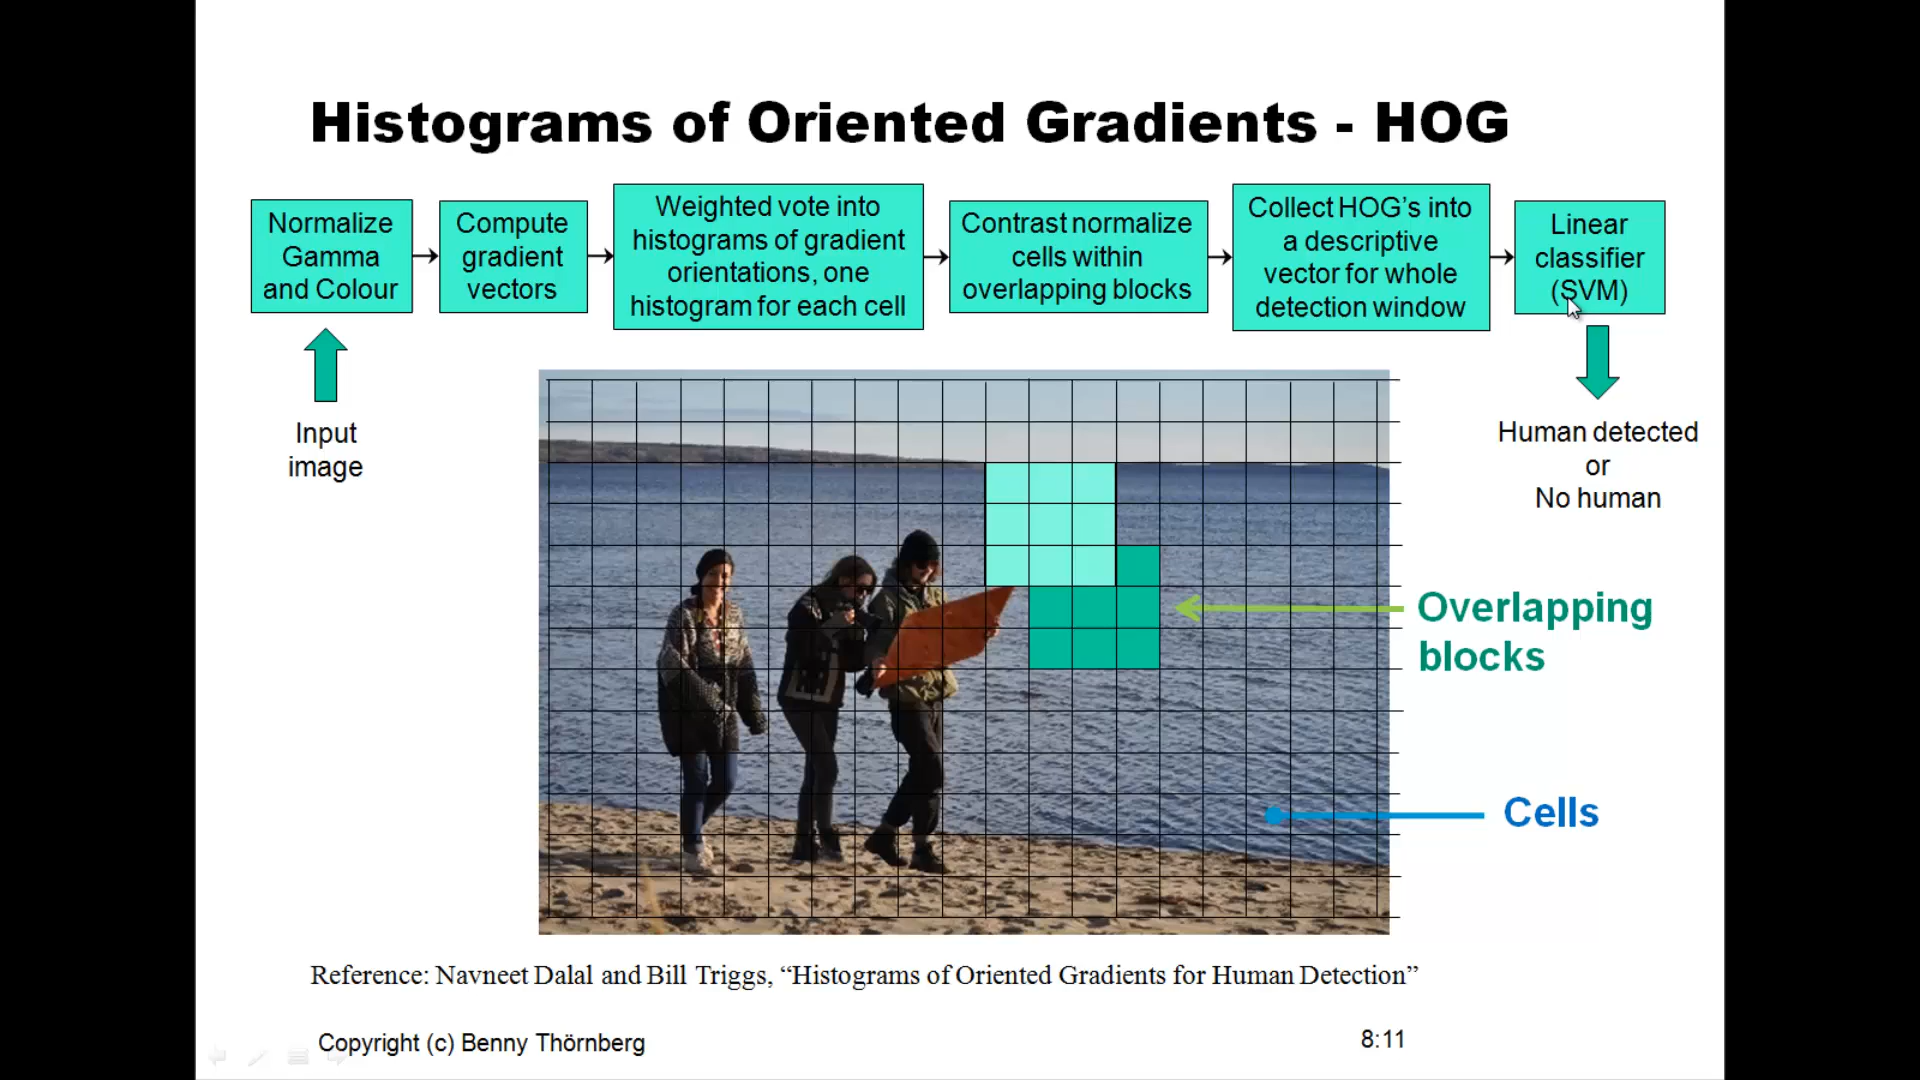 Histograms of Oriented Gradients - HOG
Normalize
Gamma
and Colour
Compute
gradient
vectors
Weighted vote into
histograms of gradient
orientations, one
histogram for each cell
Contrast normalize
cells within
overlapping blocks
Collect HOG’s into
a descriptive
vector for whole
detection window
Linear
classifier
(SVM)
Input
image
Human detected
or
No human
Overlapping
blocks
Cells
Reference: Navneet Dalal and Bill Triggs, “Histograms of Oriented Gradients for Human Detection”
Copyright (c) Benny Thörnberg
8:11